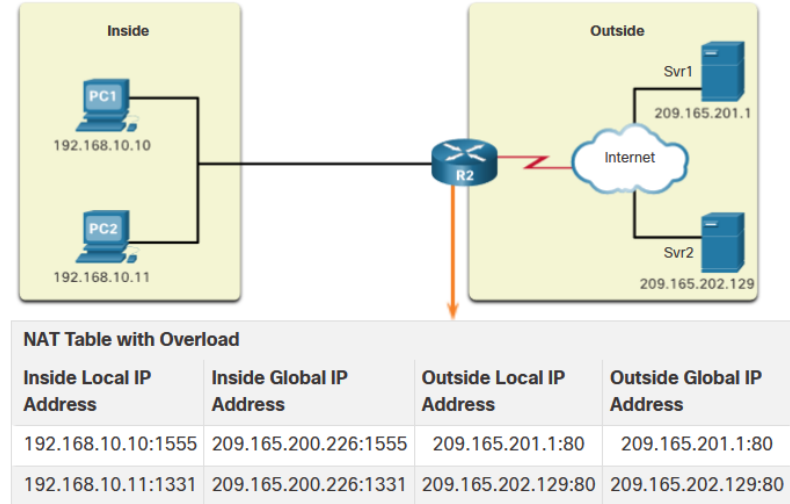 Inside
Outside
PC1
192.168.10.10
Svr1
209.165.201.1
R2
Internet
PC2
192.168.10.11
Svr2
209.165.202.129
NAT Table with Overload
Inside Local IP Address
Inside Global IP Address
Outside Local IP Address
Outside Global IP Address
192.168.10.10:1555 209.165.200.226:1555 209.165.201.1:80 209.165.201.1:80
192.168.10.11:1331 209.165.200.226:1331 209.165.202.129:80 209.165.202.129:80